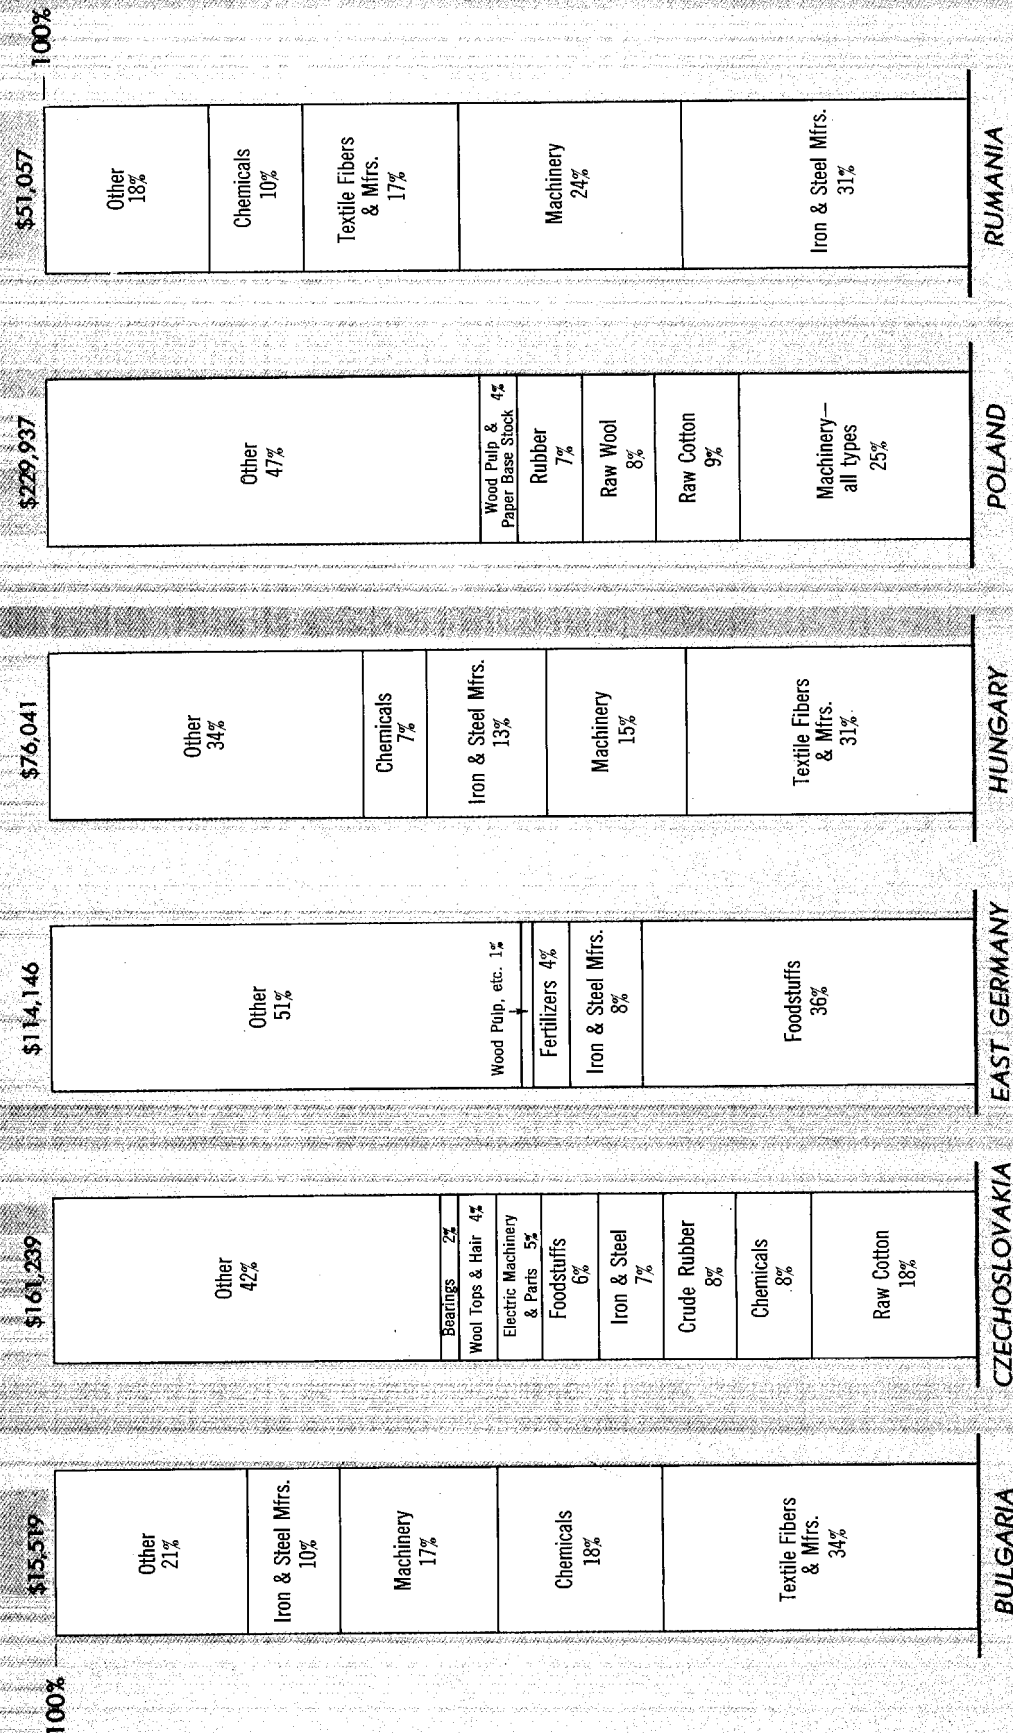 100%
$15,519
Other
21%
Iron & Steel Mfrs.
10%
Machinery
17%
Chemicals
18%
Textile Fibers
& Mfrs.
34%
BULGARIA
$161,239
Other
42%
Bearings 2%
Wool Tops & Hair 4%
Electric Machinery
& Parts 5%
Foodstuffs
6%
Iron & Steel
7%
Crude Rubber
8%
Chemicals
8%
Raw Cotton
18%
CZECHOSLOVAKIA
$114,146
Other
51%
Wood Pulp, etc. 1%
Fertilizers 4%
Iron & Steel Mfrs.
8%
Foodstuffs
36%
EAST GERMANY
$76,041
Other
34%
Chemicals
7%
Iron & Steel Mfrs.
13%
Machinery
15%
Textile Fibers
& Mfrs.
31%
HUNGARY
$229,937
Other
47%
Wood Pulp &
Paper Base Stock 4%
Rubber
7%
Raw Wool
8%
Raw Cotton
9%
Machinery—
all types
25%
POLAND
100%
$51,057
Other
18%
Chemicals
10%
Textile Fibers
& Mfrs.
17%
Machinery
24%
Iron & Steel Mfrs.
31%
RUMANIA